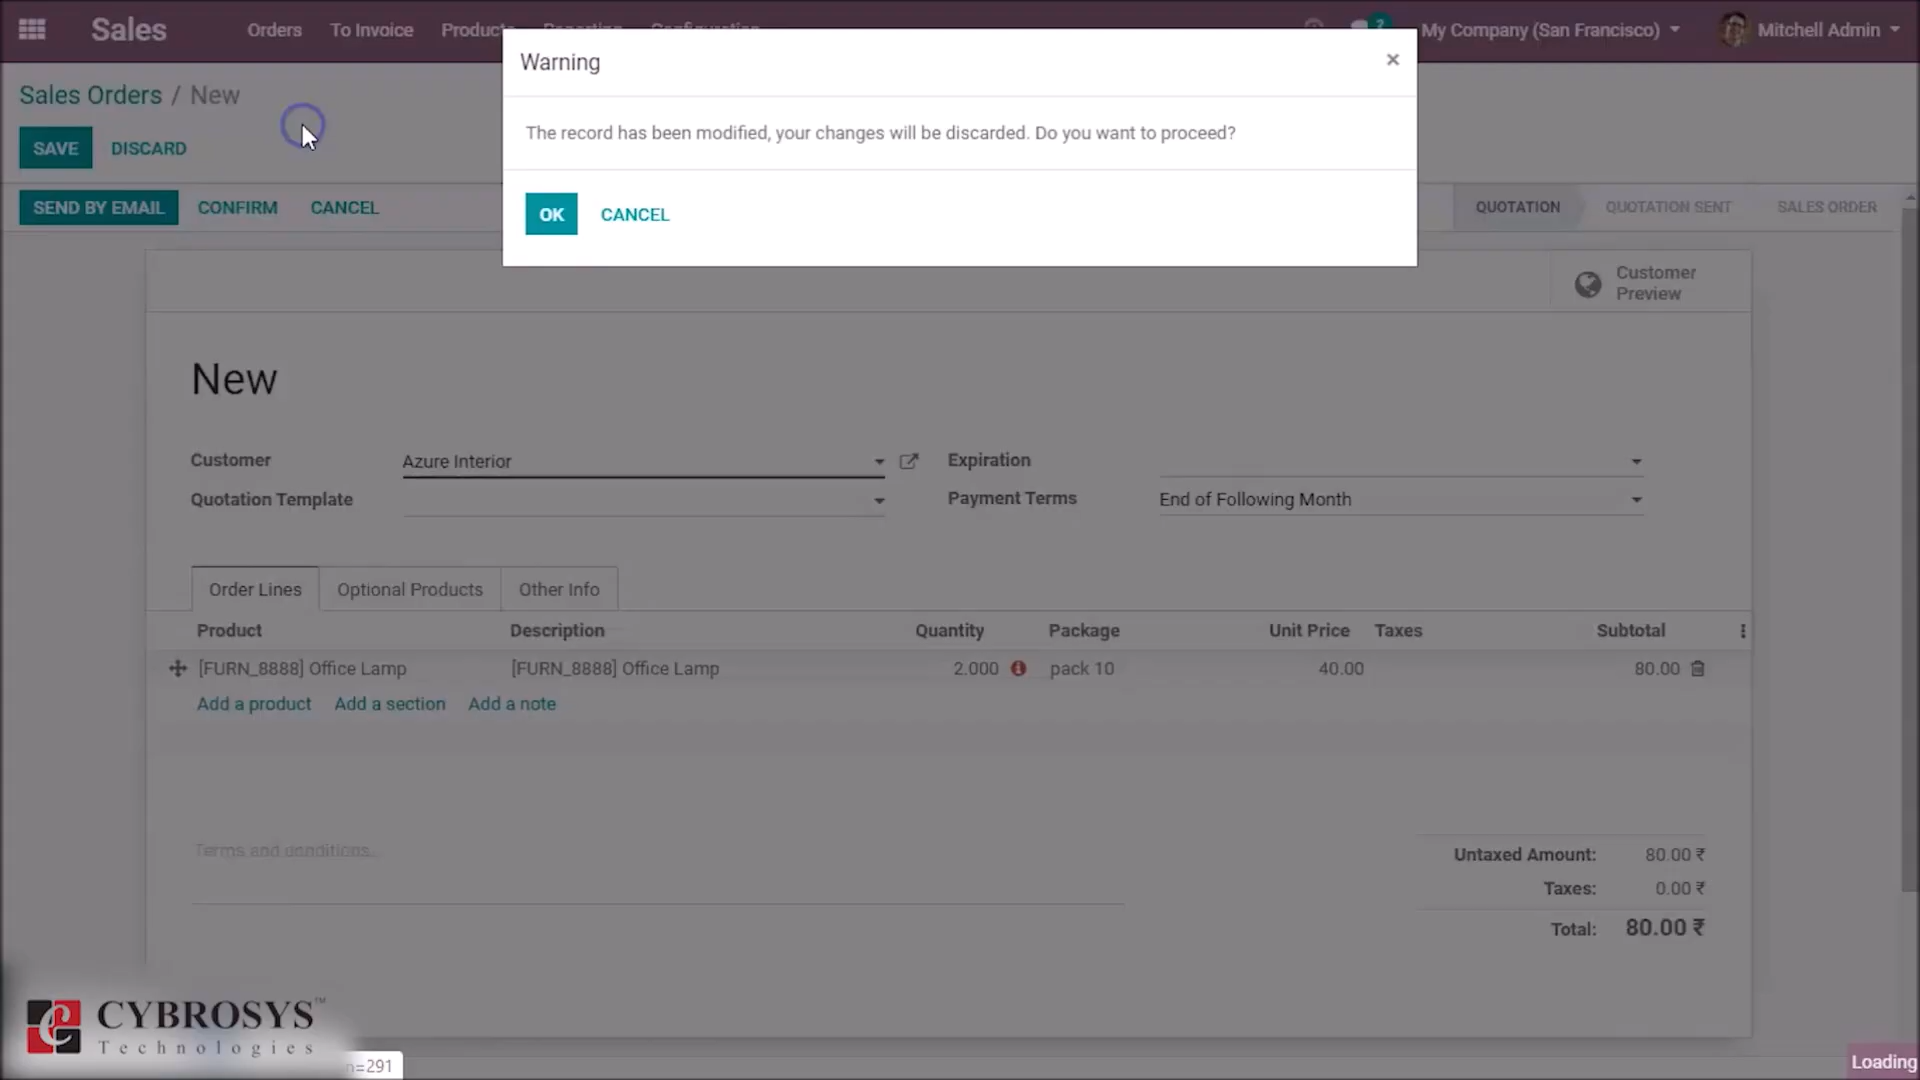 Sales Orders To Invoice Products Reporting Configuration 2 My Company (San Francisco) Mitchell Admin
Warning ×
Sales Orders / New
The record has been modified, your changes will be discarded. Do you want to proceed?
SAVE DISCARD
OK CANCEL
SEND BY EMAIL CONFIRM CANCEL QUOTATION QUOTATION SENT SALES ORDER
Customer
Preview
New
Customer Azure Interior Expiration
Quotation Template Payment Terms End of Following Month
Order Lines Optional Products Other Info
Product Description Quantity Package Unit Price Taxes Subtotal
[FURN_8888] Office Lamp [FURN_8888] Office Lamp 2.000 pack 10 40.00 80.00
Add a product Add a section Add a note
Terms and conditions...
Untaxed Amount: 80.00 ₹
Taxes: 0.00 ₹
Total: 80.00 ₹
CYBROSYS™
Technologies
n=291
Loading